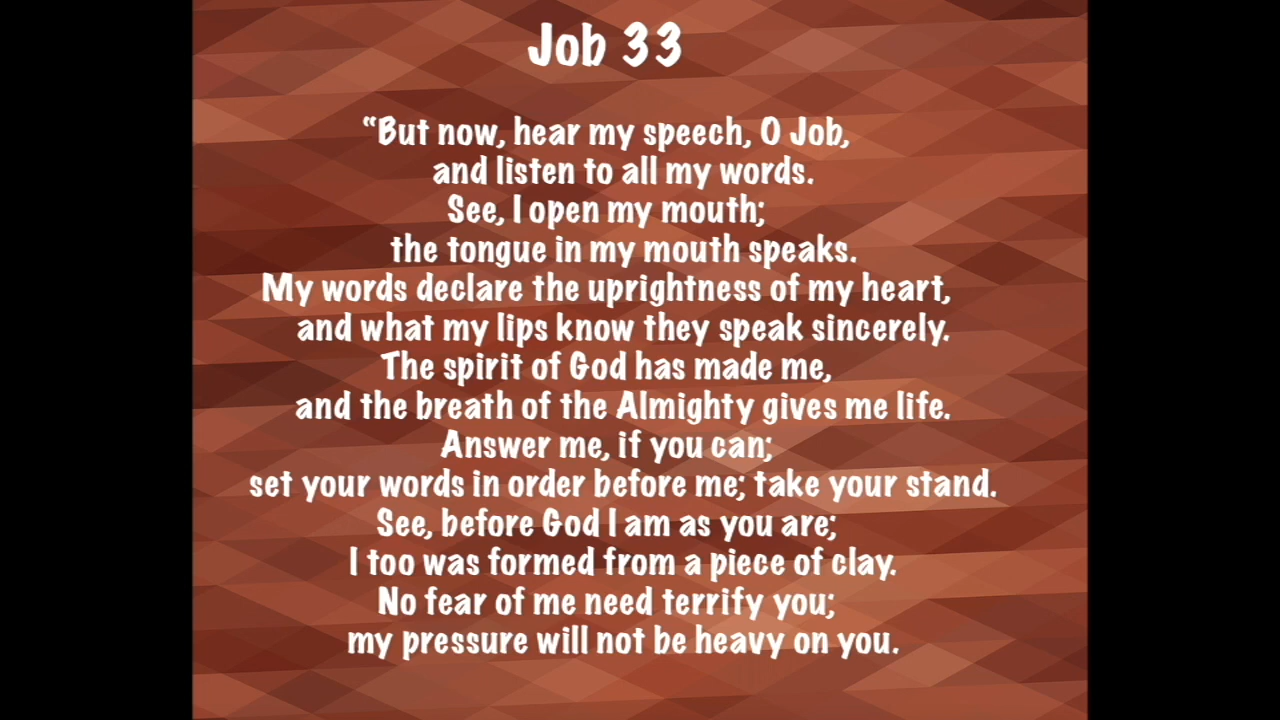 Job 33
“But now, hear my speech, O Job,
and listen to all my words.
See, I open my mouth;
the tongue in my mouth speaks.
My words declare the uprightness of my heart,
and what my lips know they speak sincerely.
The spirit of God has made me,
and the breath of the Almighty gives me life.
Answer me, if you can;
set your words in order before me; take your stand.
See, before God I am as you are;
I too was formed from a piece of clay.
No fear of me need terrify you;
my pressure will not be heavy on you.